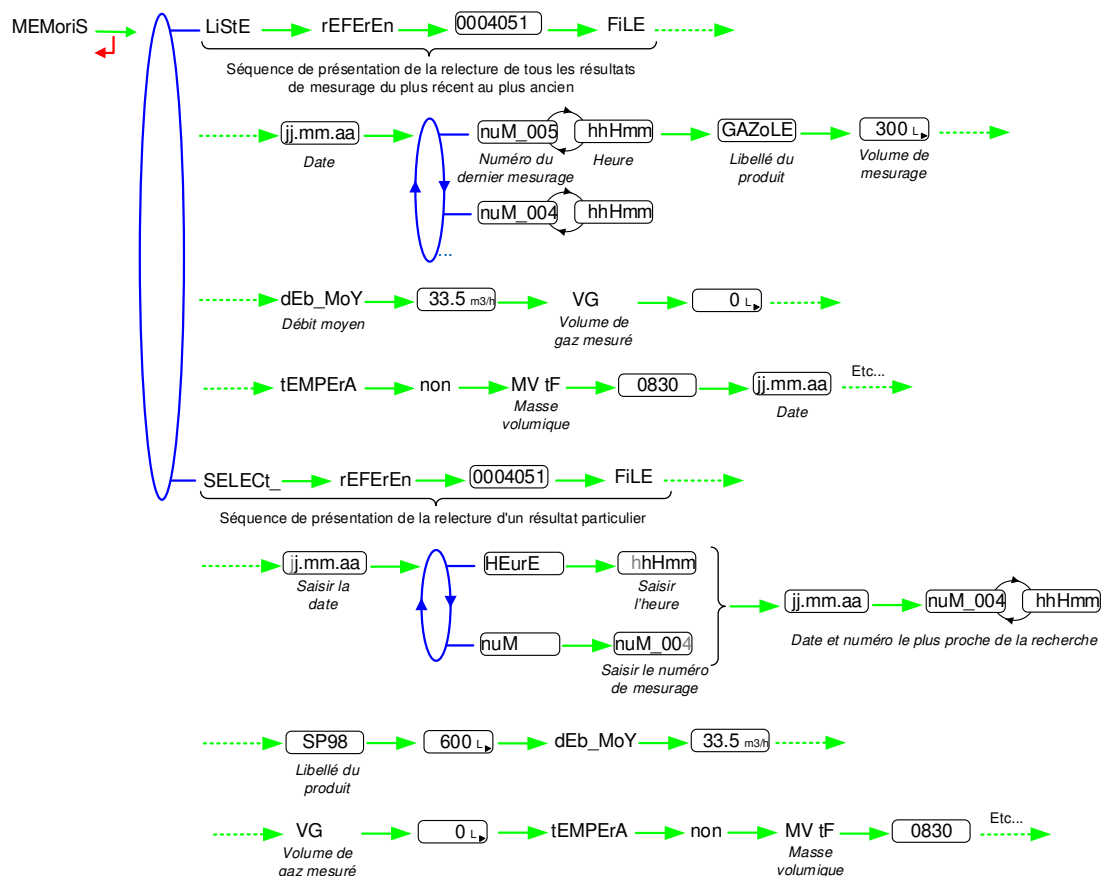 MEMoriS LiStE rEFErEn 0004051 FiLE
Séquence de présentation de la relecture de tous les résultats
de mesurage du plus récent au plus ancien
jj.mm.aa nuM_005 hhHmm GAZoLE 300 L
Date Numéro du Heure Libellé du Volume de
dernier mesurage produit mesurage
nuM_004 hhHmm
...
dEb_MoY 33.5 m3/h VG 0 L
Débit moyen Volume de
gaz mesuré
Etc...
tEMPErA non MV tF 0830 jj.mm.aa
Masse Date
volumique
SELECt_ rEFErEn 0004051 FiLE
Séquence de présentation de la relecture d'un résultat particulier
jj.mm.aa HEurE hhHmm
Saisir la Saisir
date l'heure
jj.mm.aa nuM_004 hhHmm
nuM nuM_004 Date et numéro le plus proche de la recherche
Saisir le numéro
de mesurage
SP98 600 L dEb_MoY 33.5 m3/h
Libellé du
produit
Etc...
VG 0 L tEMPErA non MV tF 0830
Volume de Masse
gaz mesuré volumique